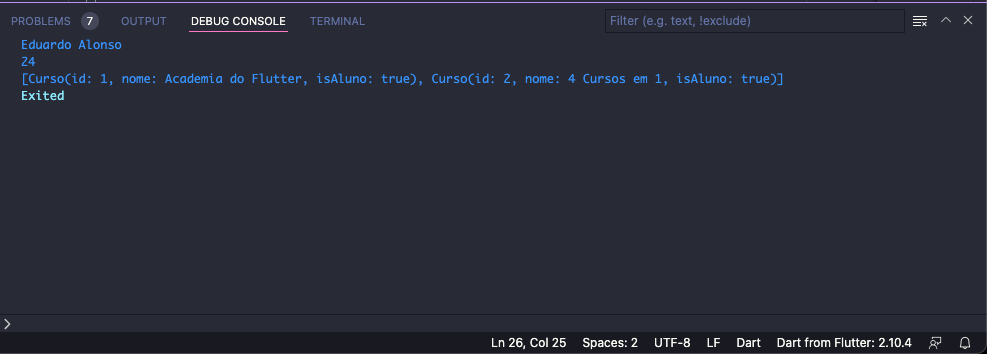 PROBLEMS 7 OUTPUT DEBUG CONSOLE TERMINAL Filter (e.g. text, !exclude)
Eduardo Alonso
24
[Curso(id: 1, nome: Academia do Flutter, isAluno: true), Curso(id: 2, nome: 4 Cursos em 1, isAluno: true)]
Exited
Ln 26, Col 25 Spaces: 2 UTF-8 LF Dart Dart from Flutter: 2.10.4